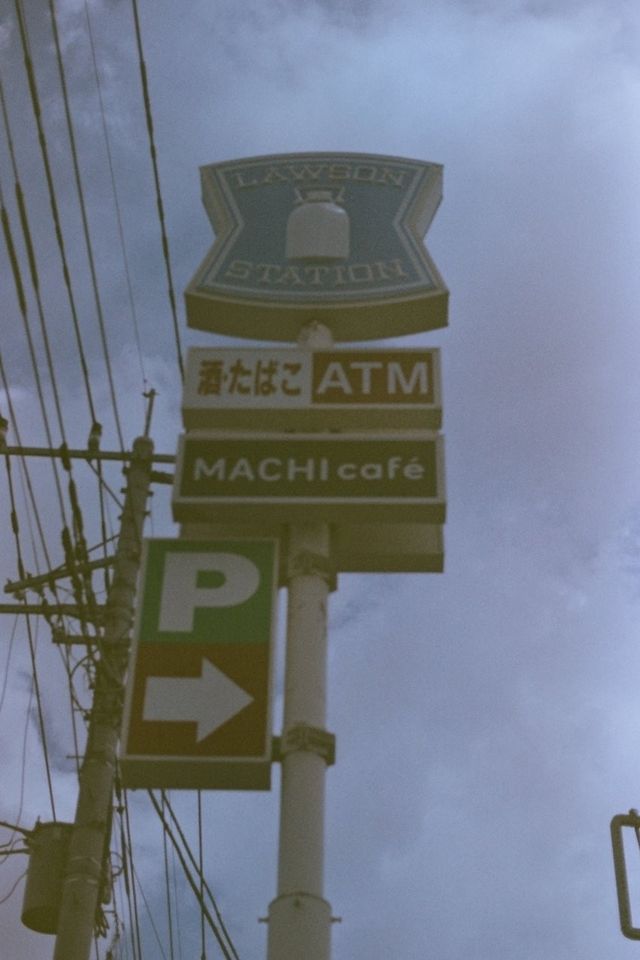 LAWSON
STATION
酒・たばこ ATM
MACHI café
P